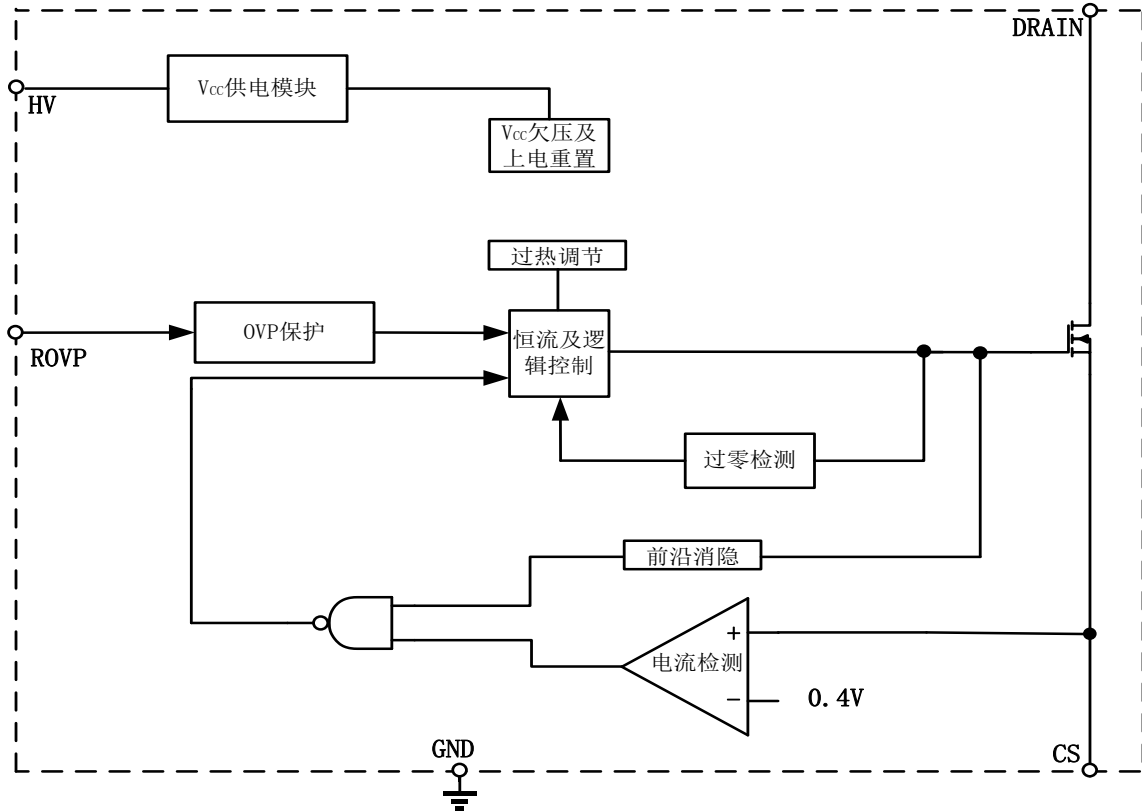 DRAIN
Vcc供电模块
HV
Vcc欠压及
上电重置
过热调节
OVP保护
恒流及逻
辑控制
ROVP
过零检测
前沿消隐
+
电流检测
−
0.4V
GND
CS